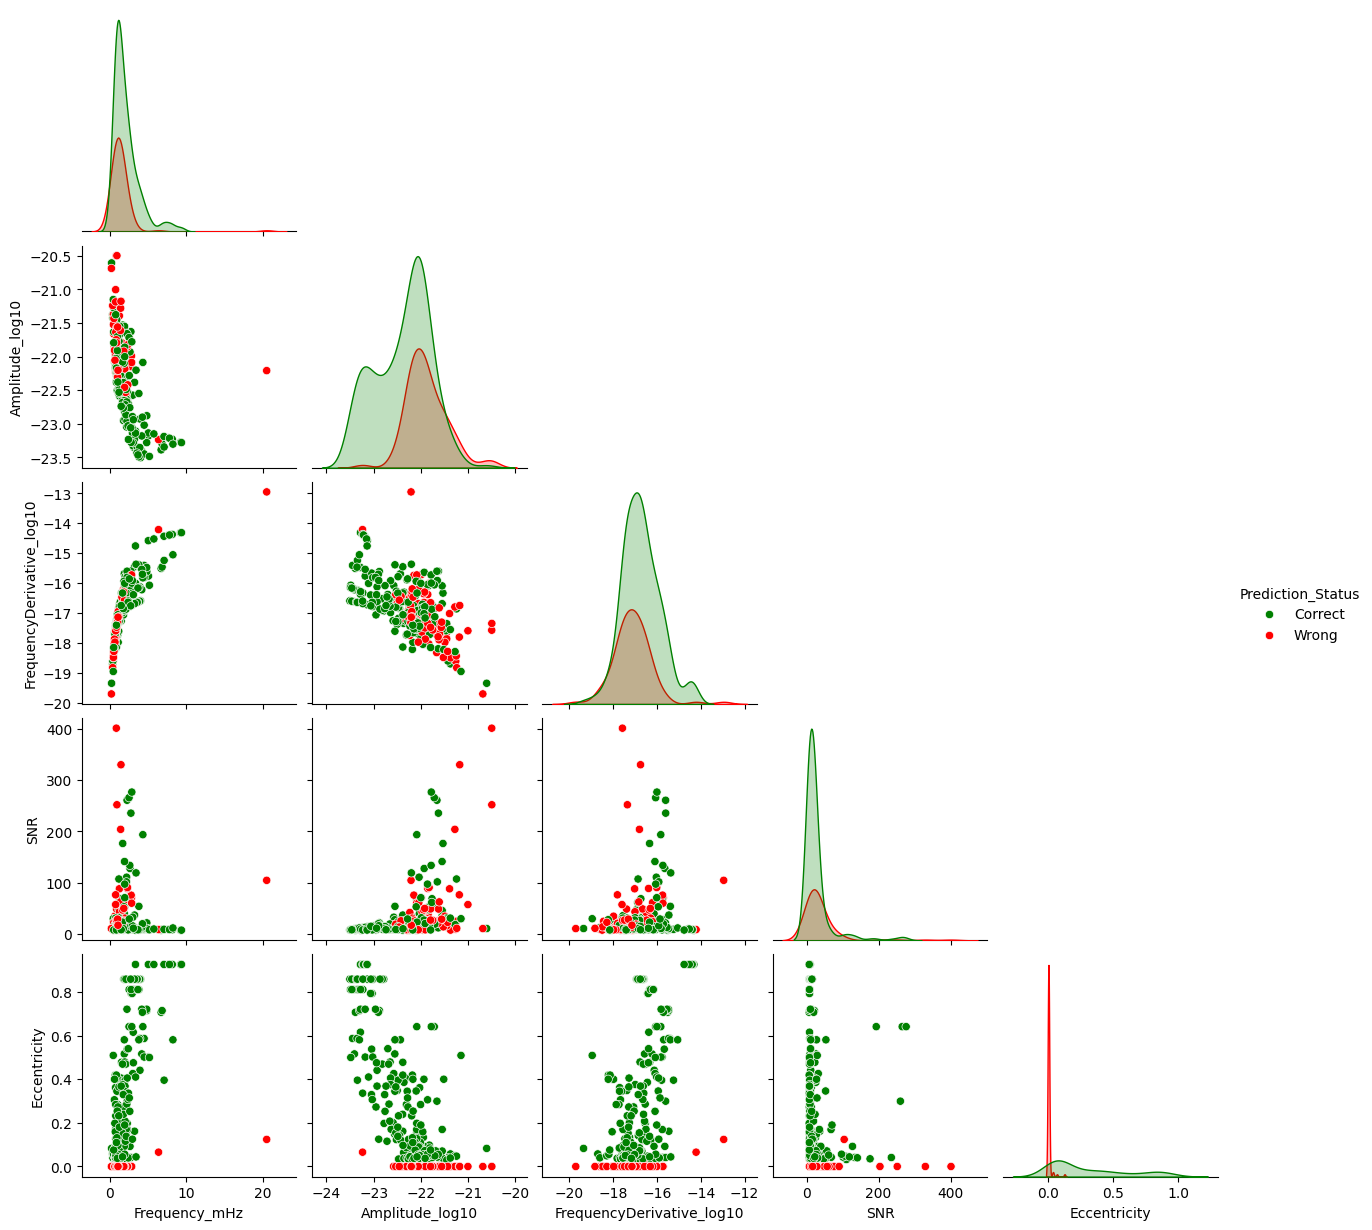 Amplitude_log10
−20.5
−21.0
−21.5
−22.0
−22.5
−23.0
−23.5
FrequencyDerivative_log10
−13
−14
−15
−16
−17
−18
−19
−20
Prediction_Status
Correct
Wrong
SNR
400
300
200
100
0
Eccentricity
0.8
0.6
0.4
0.2
0.0
0 10 20
−24 −23 −22 −21 −20
−20 −18 −16 −14 −12
0 200 400
0.0 0.5 1.0
Frequency_mHz
Amplitude_log10
FrequencyDerivative_log10
SNR
Eccentricity